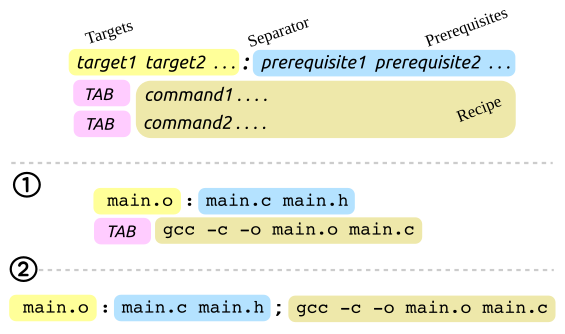 Targets Separator Prerequisites
target1 target2 ... : prerequisite1 prerequisite2 ...
TAB command1 ....
TAB command2 ....
Recipe
①
main.o : main.c main.h
TAB gcc -c -o main.o main.c
②
main.o : main.c main.h ; gcc -c -o main.o main.c